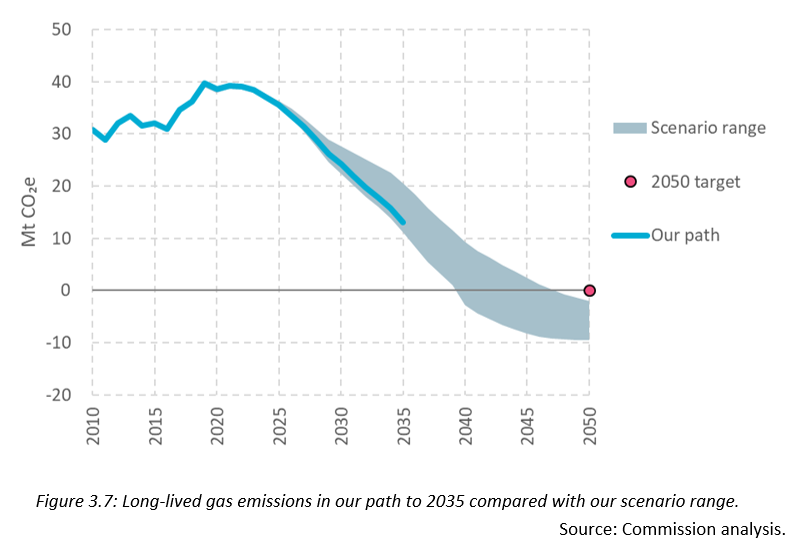 50
40
30
20
10
0
-10
-20
Mt CO₂e
2010
2015
2020
2025
2030
2035
2040
2045
2050
Scenario range
2050 target
Our path
Figure 3.7: Long-lived gas emissions in our path to 2035 compared with our scenario range.
Source: Commission analysis.